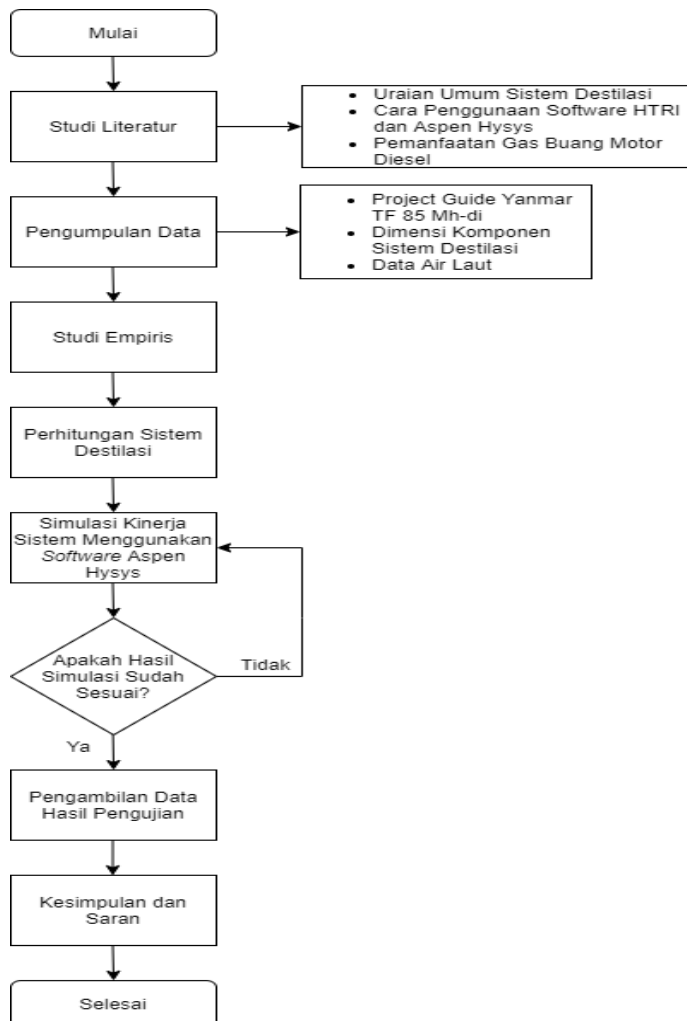 Mulai
Studi Literatur
• Uraian Umum Sistem Destilasi
• Cara Penggunaan Software HTRI
dan Aspen Hysys
• Pemanfaatan Gas Buang Motor
Diesel
Pengumpulan Data
• Project Guide Yanmar
TF 85 Mh-di
• Dimensi Komponen
Sistem Destilasi
• Data Air Laut
Studi Empiris
Perhitungan Sistem
Destilasi
Simulasi Kinerja
Sistem Menggunakan
Software Aspen
Hysys
Apakah Hasil
Simulasi Sudah
Sesuai?
Tidak
Ya
Pengambilan Data
Hasil Pengujian
Kesimpulan dan
Saran
Selesai